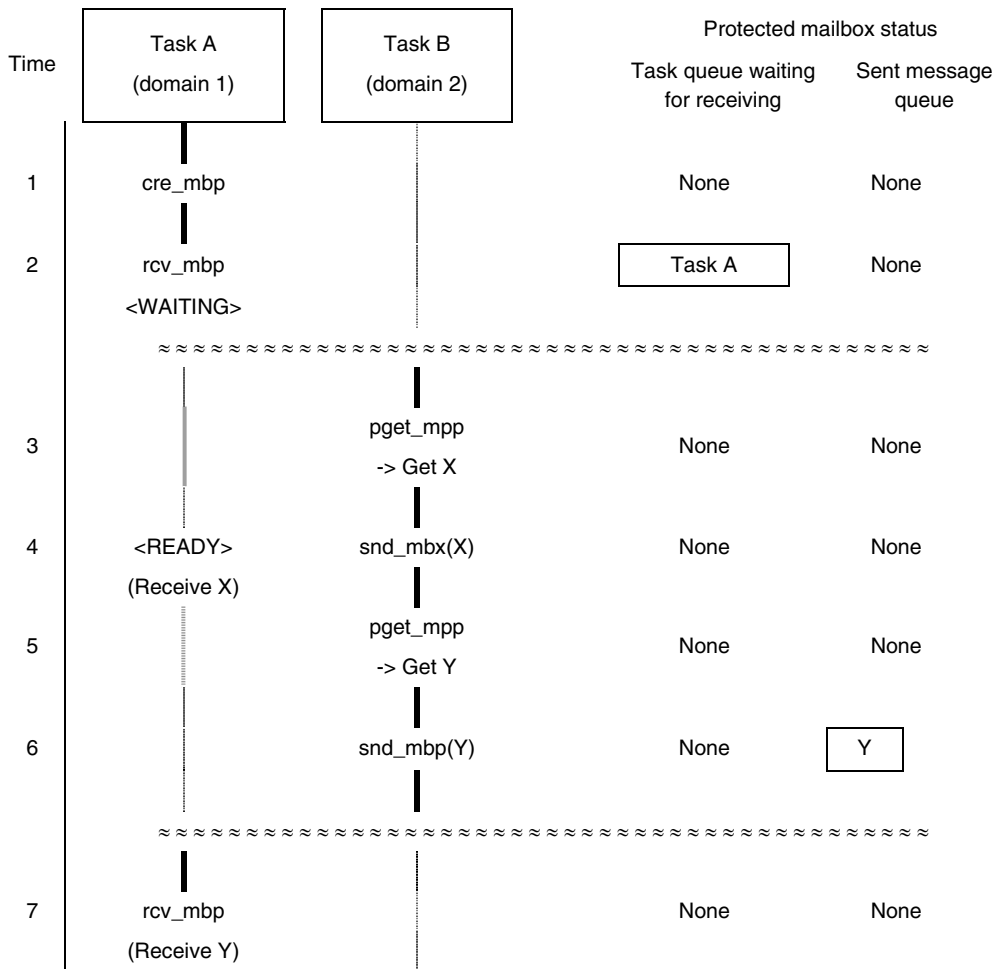 Protected mailbox status
Time
Task A
(domain 1)
Task B
(domain 2)
Task queue waiting
for receiving
Sent message
queue
1 cre_mbp None None
2 rcv_mbp Task A None
<WAITING>
≈≈≈≈≈≈≈≈≈≈≈≈≈≈≈≈≈≈≈≈≈≈≈≈≈≈≈≈≈≈≈≈≈≈≈≈≈≈≈≈≈≈≈≈
pget_mpp
3 None None
-> Get X
4 <READY> snd_mbx(X) None None
(Receive X)
pget_mpp
5 None None
-> Get Y
6 snd_mbp(Y) None Y
≈≈≈≈≈≈≈≈≈≈≈≈≈≈≈≈≈≈≈≈≈≈≈≈≈≈≈≈≈≈≈≈≈≈≈≈≈≈≈≈≈≈≈≈
7 rcv_mbp None None
(Receive Y)